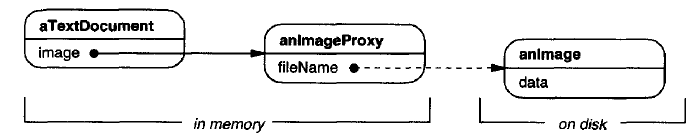 aTextDocument
image
anImageProxy
fileName
anImage
data
in memory
on disk